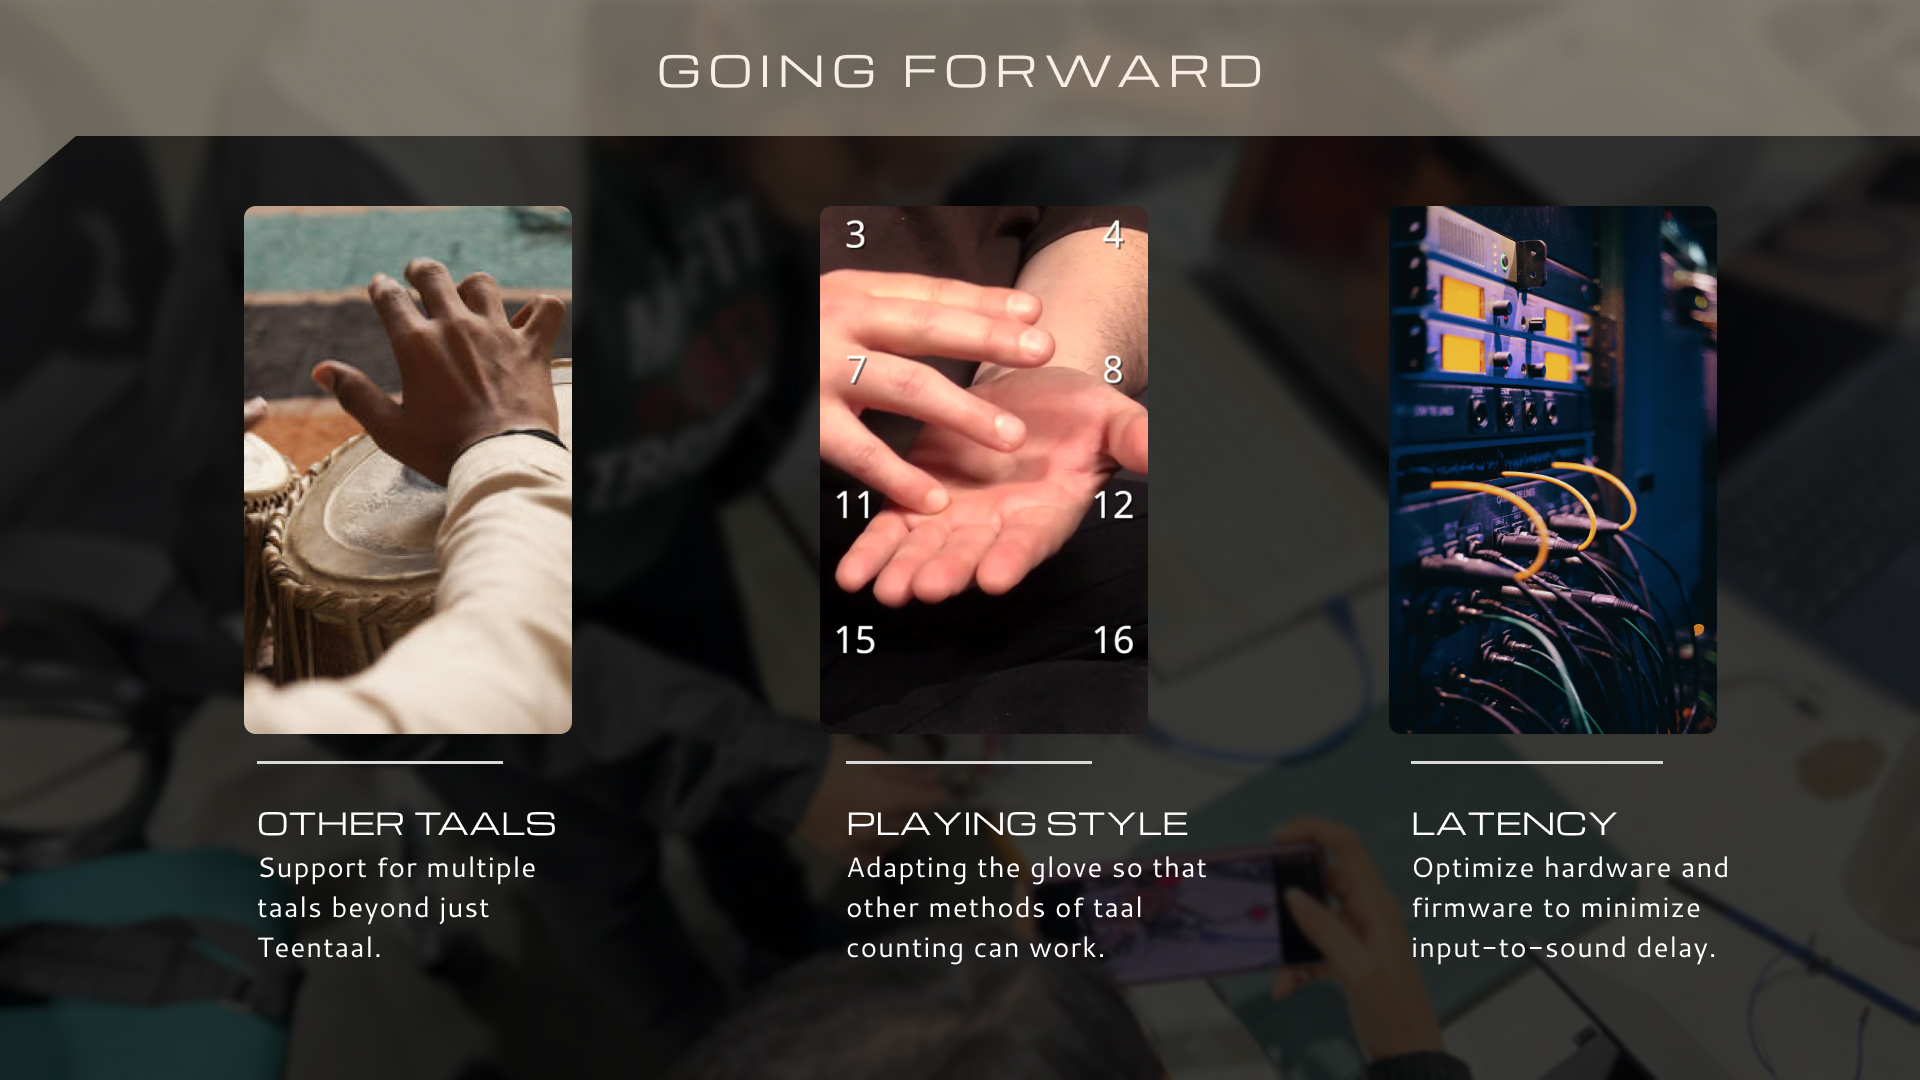 GOING FORWARD
3 4
7 8
11 12
15 16
OTHER TAALS
Support for multiple
taals beyond just
Teentaal.
PLAYING STYLE
Adapting the glove so that
other methods of taal
counting can work.
LATENCY
Optimize hardware and
firmware to minimize
input-to-sound delay.